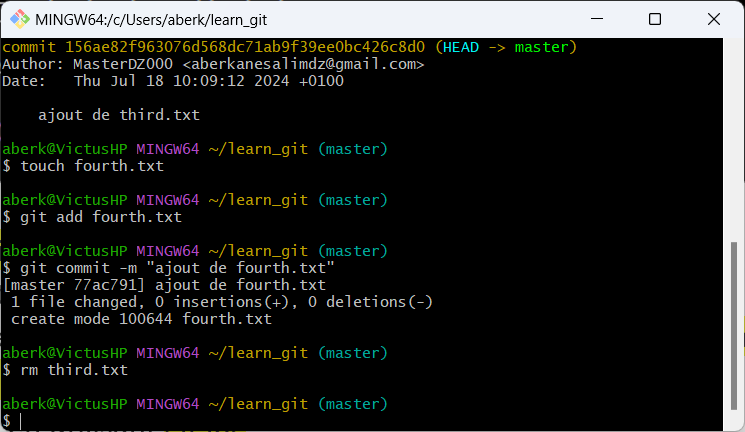 MINGW64:/c/Users/aberk/learn_git
commit 156ae82f963076d568dc71ab9f39ee0bc426c8d0 (HEAD -> master)
Author: MasterDZ000 <aberkanesalimdz@gmail.com>
Date:   Thu Jul 18 10:09:12 2024 +0100
    ajout de third.txt
aberk@VictusHP MINGW64 ~/learn_git (master)
$ touch fourth.txt
aberk@VictusHP MINGW64 ~/learn_git (master)
$ git add fourth.txt
aberk@VictusHP MINGW64 ~/learn_git (master)
$ git commit -m "ajout de fourth.txt"
[master 77ac791] ajout de fourth.txt
 1 file changed, 0 insertions(+), 0 deletions(-)
 create mode 100644 fourth.txt
aberk@VictusHP MINGW64 ~/learn_git (master)
$ rm third.txt
aberk@VictusHP MINGW64 ~/learn_git (master)
$